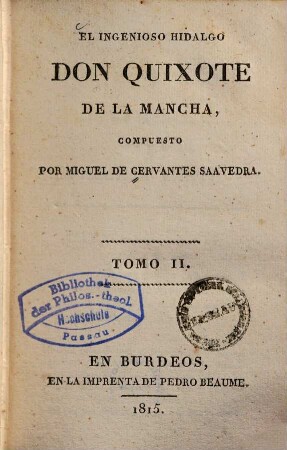 EL INGENIOSO HIDALGO
DON QUIXOTE
DE LA MANCHA,
COMPUESTO
POR MIGUEL DE CERVANTES SAAVEDRA.
TOMO II.
Bibliothek
der Philos.-theol.
Hochschule
Passau.
EN BURDEOS,
EN LA IMPRENTA DE PEDRO BEAUME.
1815.